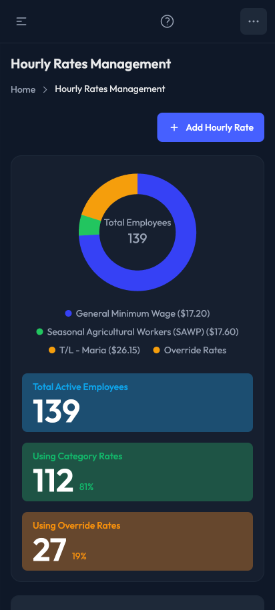 Hourly Rates Management
Home > Hourly Rates Management
+ Add Hourly Rate
Total Employees
139
General Minimum Wage ($17.20)
Seasonal Agricultural Workers (SAWP) ($17.60)
T/L - Maria ($26.15) Override Rates
Total Active Employees
139
Using Category Rates
112 81%
Using Override Rates
27 19%